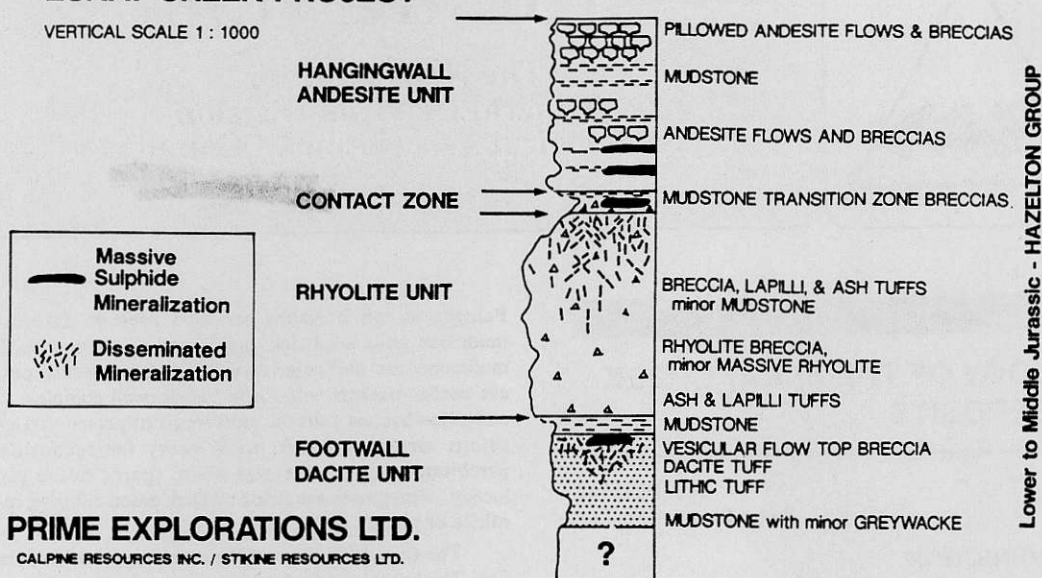 ESKAY CREEK PROJECT
VERTICAL SCALE 1 : 1000
HANGINGWALL
ANDESITE UNIT
CONTACT ZONE
RHYOLITE UNIT
FOOTWALL
DACITE UNIT
Massive
Sulphide
Mineralization
Disseminated
Mineralization
PILLOWED ANDESITE FLOWS & BRECCIAS
MUDSTONE
ANDESITE FLOWS AND BRECCIAS
MUDSTONE TRANSITION ZONE BRECCIAS.
BRECCIA, LAPILLI, & ASH TUFFS
minor MUDSTONE
RHYOLITE BRECCIA,
minor MASSIVE RHYOLITE
ASH & LAPILLI TUFFS
MUDSTONE
VESICULAR FLOW TOP BRECCIA
DACITE TUFF
LITHIC TUFF
MUDSTONE with minor GREYWACKE
?
Lower to Middle Jurassic - HAZELTON GROUP
PRIME EXPLORATIONS LTD.
CALPINE RESOURCES INC. / STIKINE RESOURCES LTD.